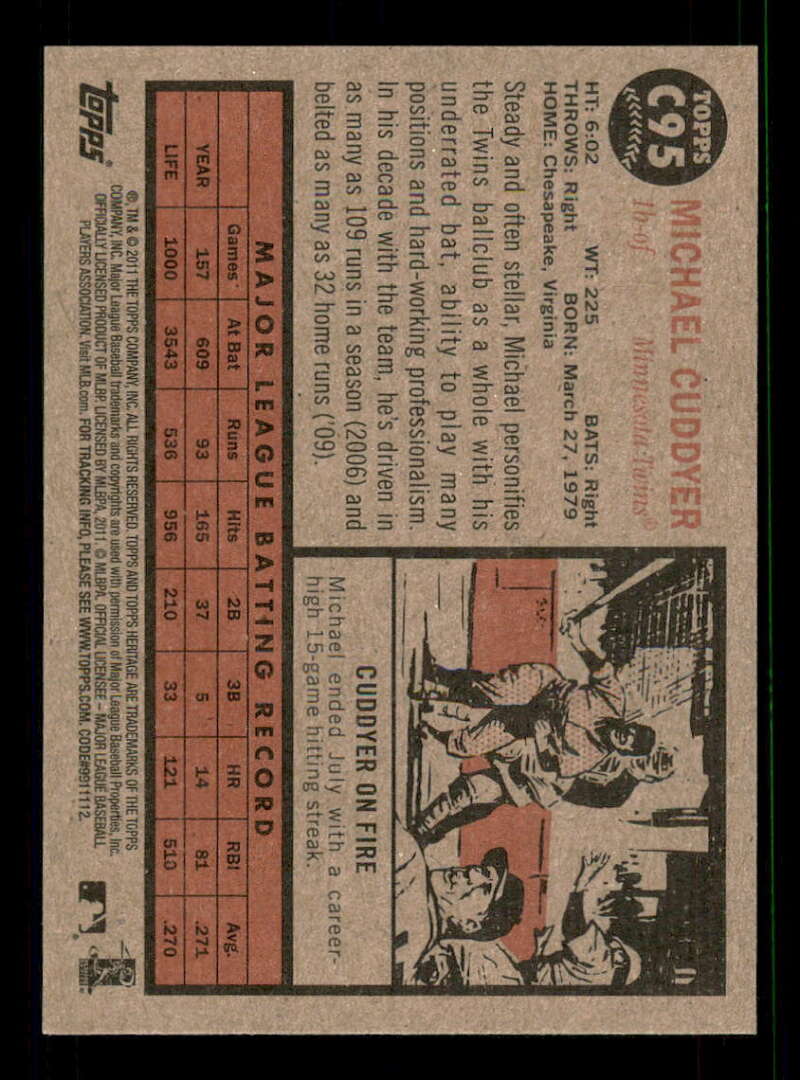 TOPPS
C95
MICHAEL CUDDYER
1b-of Minnesota Twins®
HT: 6:02 WT: 225 BATS: Right
THROWS: Right BORN: March 27, 1979
HOME: Chesapeake, Virginia
Steady and often stellar, Michael personifies
the Twins ballclub as a whole with his
underrated bat, ability to play many
positions and hard-working professionalism.
In his decade with the team, he's driven in
as many as 109 runs in a season (2006) and
belted as many as 32 home runs ('09).
CUDDYER ON FIRE
Michael ended July with a career-
high 15-game hitting streak.
MAJOR LEAGUE BATTING RECORD
Games At Bat Runs Hits 2B 3B HR RBI Avg.
YEAR 157 609 93 165 37 5 14 81 .271
LIFE 1000 3543 536 956 210 33 121 510 .270
topps®
®, TM & © 2011 THE TOPPS COMPANY, INC. ALL RIGHTS RESERVED. TOPPS AND TOPPS HERITAGE ARE TRADEMARKS OF THE TOPPS
COMPANY, INC. Major League Baseball trademarks and copyrights are used with permission of Major League Baseball Properties, Inc.
OFFICIALLY LICENSED PRODUCT OF MLBP. LICENSED BY MLBPA, 2011. © MLBPA. OFFICIAL LICENSEE – MAJOR LEAGUE BASEBALL
PLAYERS ASSOCIATION. Visit MLB.com. FOR TRACKING INFO, PLEASE SEE WWW.TOPPS.COM. CODE#9911112